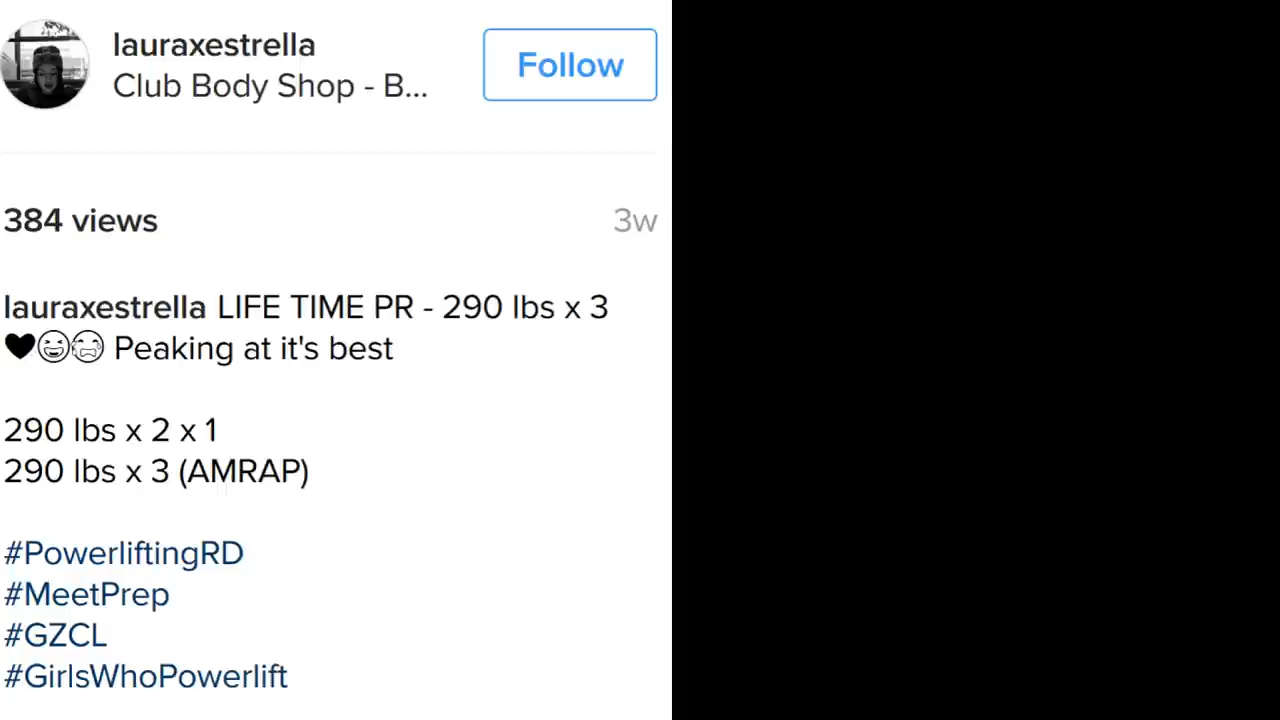 lauraxestrella
Club Body Shop - B...
Follow
384 views
3w
lauraxestrella LIFE TIME PR - 290 lbs x 3
🖤😆😭 Peaking at it's best
290 lbs x 2 x 1
290 lbs x 3 (AMRAP)
#PowerliftingRD
#MeetPrep
#GZCL
#GirlsWhoPowerlift